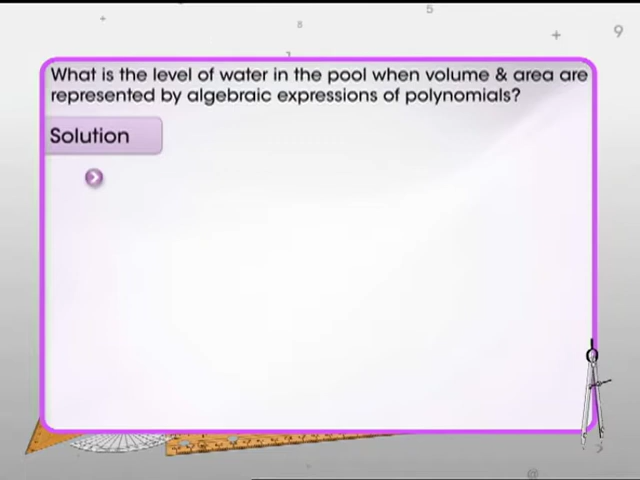 What is the level of water in the pool when volume & area are
represented by algebraic expressions of polynomials?
Solution